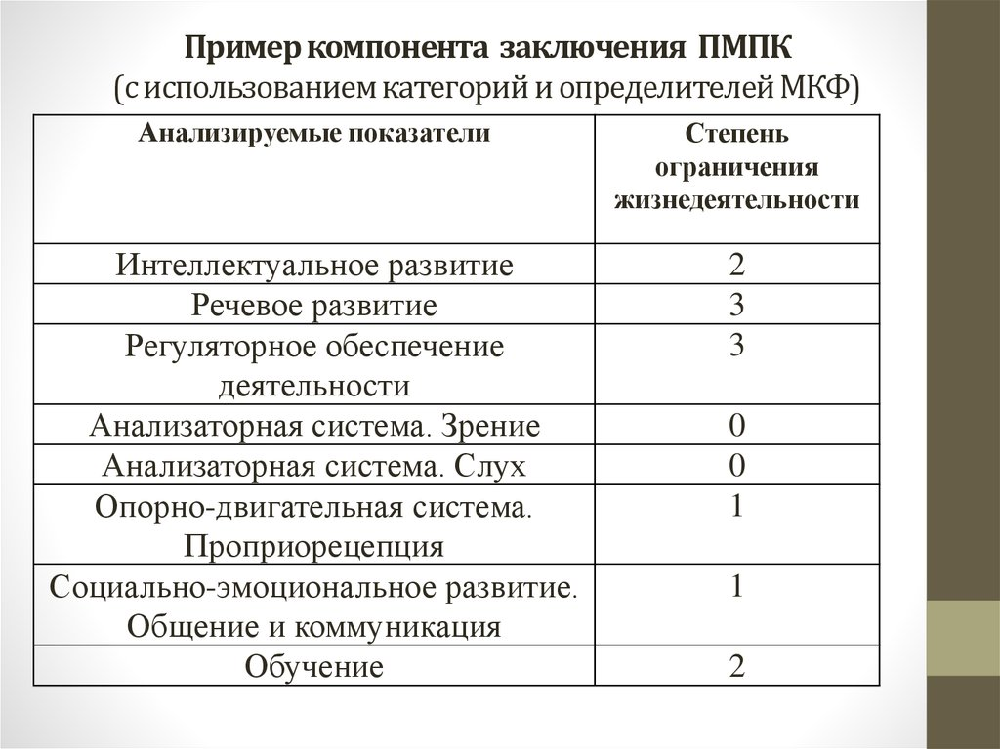 Пример компонента заключения ПМПК
(с использованием категорий и определителей МКФ)
Анализируемые показатели
Степень
ограничения
жизнедеятельности
Интеллектуальное развитие 2
Речевое развитие 3
Регуляторное обеспечение 3
деятельности
Анализаторная система. Зрение 0
Анализаторная система. Слух 0
Опорно-двигательная система. 1
Проприорецепция
Социально-эмоциональное развитие. 1
Общение и коммуникация
Обучение 2